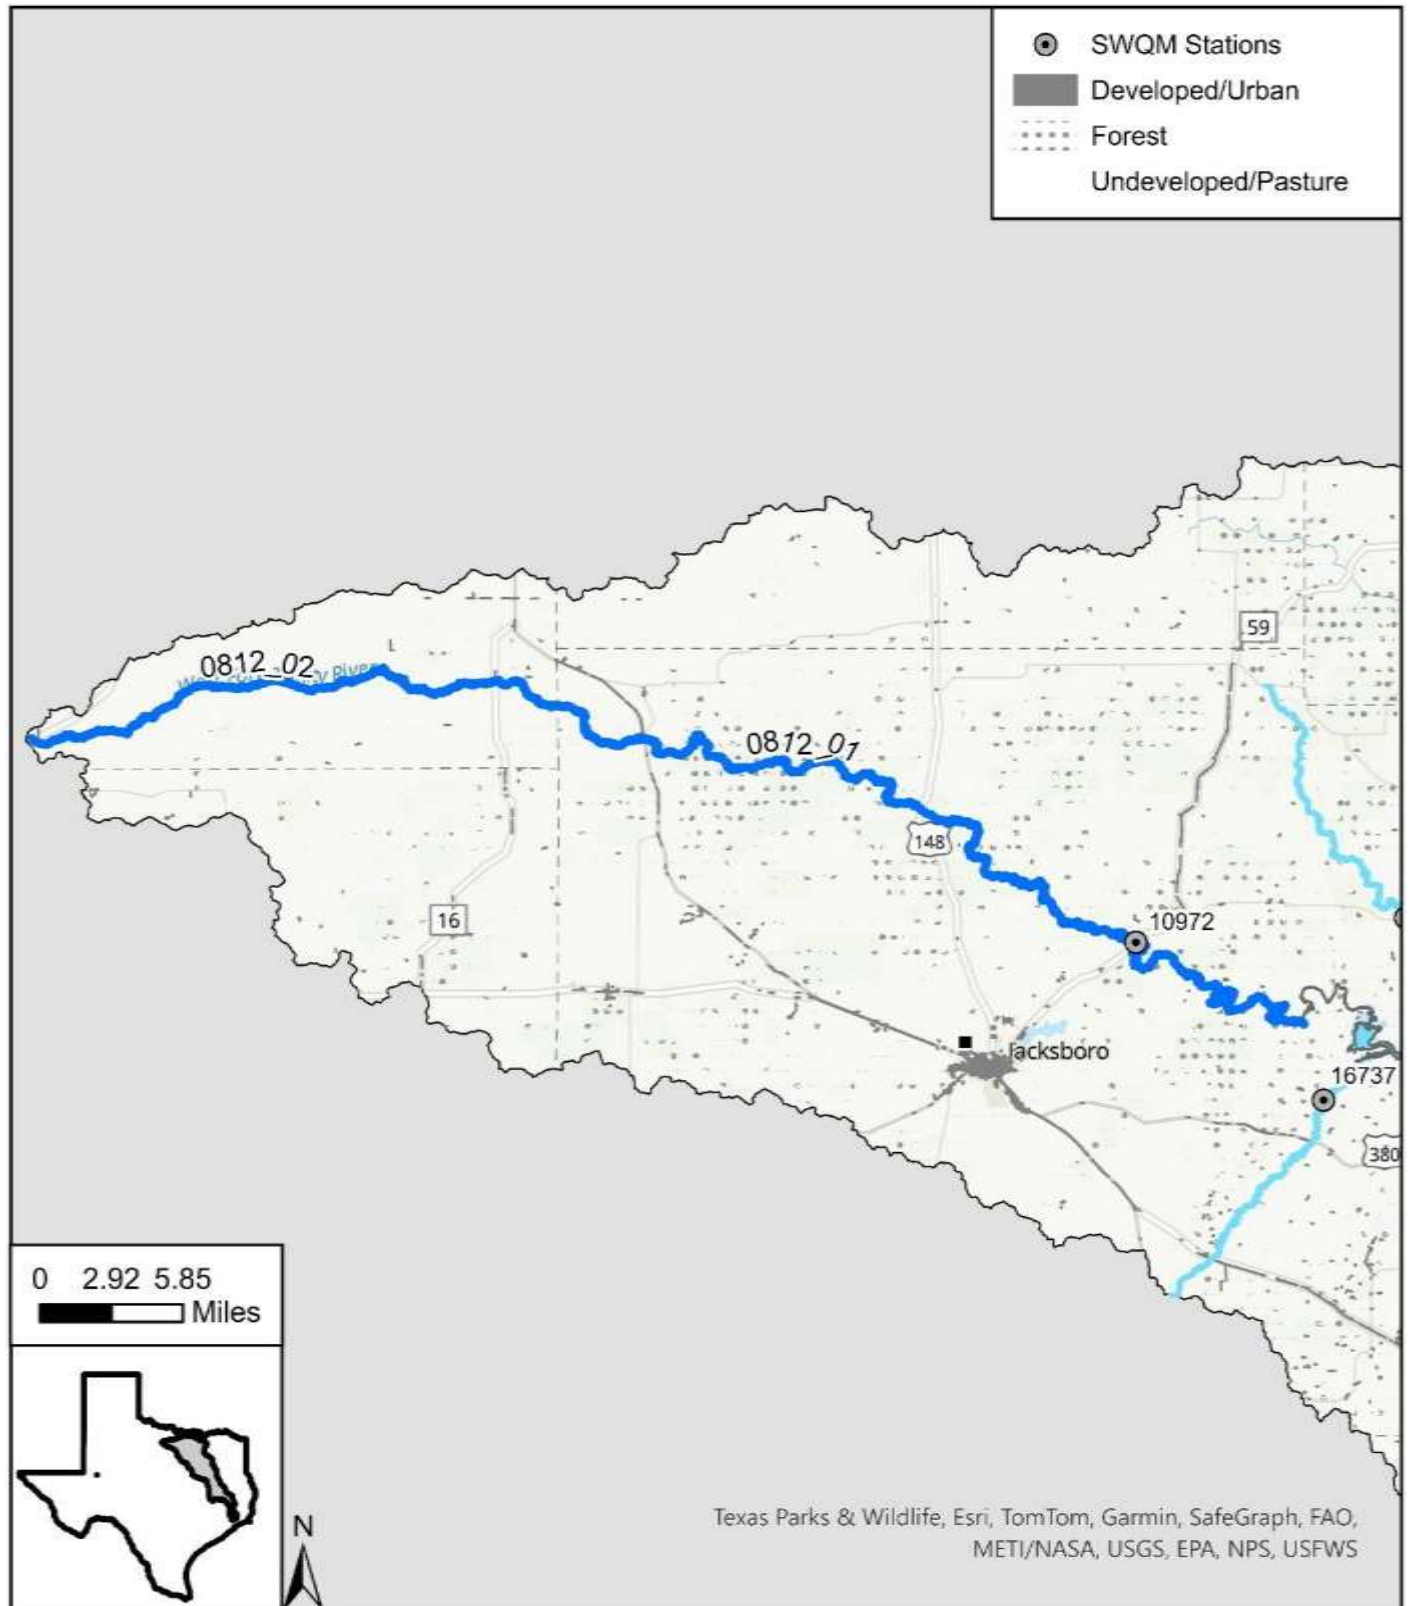 SWQM Stations
Developed/Urban
Forest
Undeveloped/Pasture
59
0812_02
River
0812_01
148
16
10972
Jacksboro
16737
380
0 2.92 5.85
Miles
N
Texas Parks & Wildlife, Esri, TomTom, Garmin, SafeGraph, FAO,
METI/NASA, USGS, EPA, NPS, USFWS